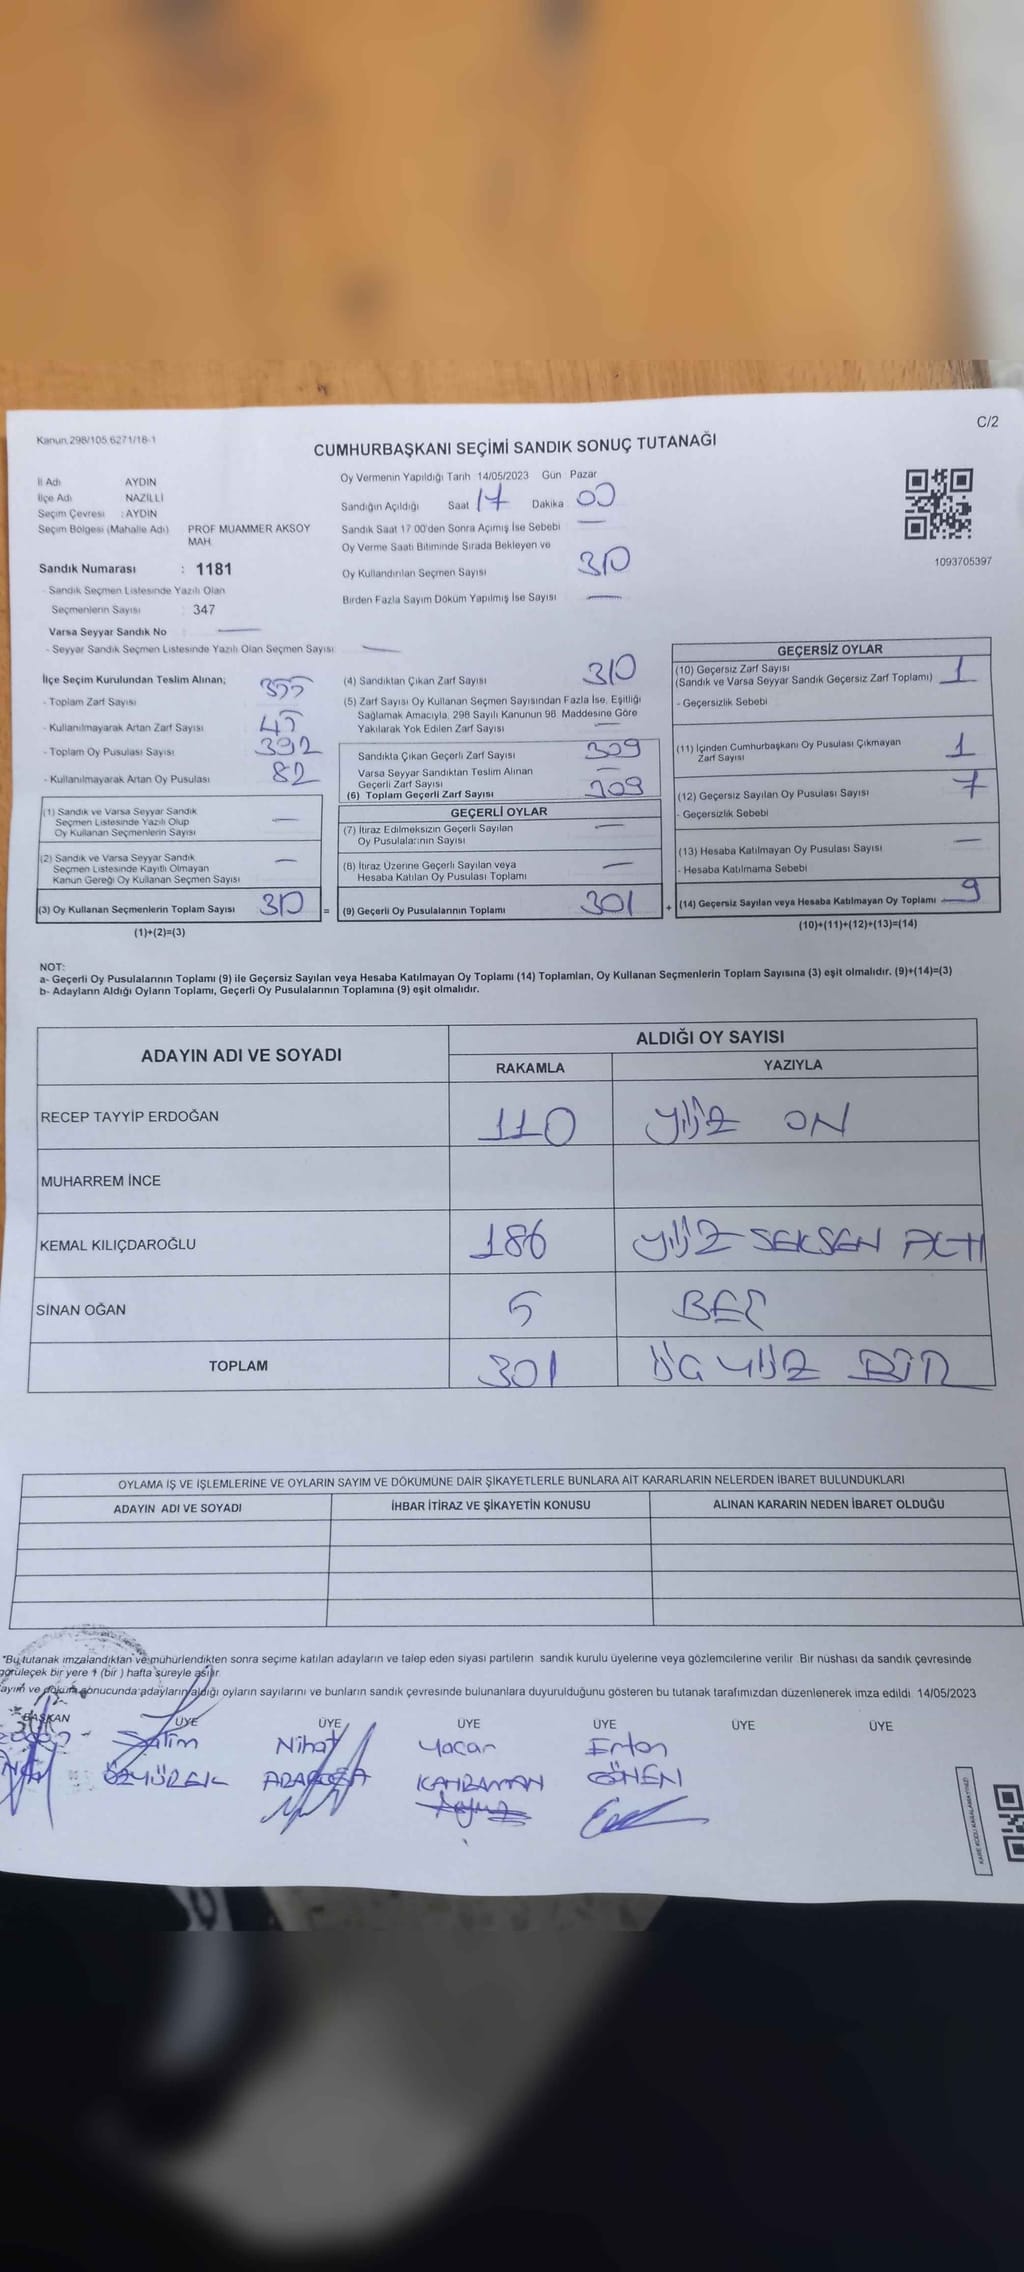 Kanun.298/105.6271/18-1
C/2
CUMHURBAŞKANI SEÇİMİ SANDIK SONUÇ TUTANAĞI
İl Adı AYDIN
İlçe Adı NAZİLLİ
Seçim Çevresi : AYDIN
Seçim Bölgesi (Mahalle Adı) PROF MUAMMER AKSOY
MAH.
Sandık Numarası : 1181
- Sandık Seçmen Listesinde Yazılı Olan
Seçmenlerin Sayısı : 347
Varsa Seyyar Sandık No —
- Seyyar Sandık Seçmen Listesinde Yazılı Olan Seçmen Sayısı —
Oy Vermenin Yapıldığı Tarih 14/05/2023 Gün Pazar
Sandığın Açıldığı Saat 17 Dakika 00
Sandık Saat 17 00'den Sonra Açımış İse Sebebi —
Oy Verme Saati Bitiminde Sırada Bekleyen ve
Oy Kullandırılan Seçmen Sayısı 310
Birden Fazla Sayım Döküm Yapılmış İse Sayısı —
1093705397
İlçe Seçim Kurulundan Teslim Alınan;
- Toplam Zarf Sayısı 355
- Kullanılmayarak Artan Zarf Sayısı 45
- Toplam Oy Pusulası Sayısı 392
- Kullanılmayarak Artan Oy Pusulası 82
(1) Sandık ve Varsa Seyyar Sandık
Seçmen Listesinde Yazılı Olup
Oy Kullanan Seçmenlerin Sayısı —
(2) Sandık ve Varsa Seyyar Sandık
Seçmen Listesinde Kayıtlı Olmayan
Kanun Gereği Oy Kullanan Seçmen Sayısı —
(3) Oy Kullanan Seçmenlerin Toplam Sayısı 310 =
(1)+(2)=(3)
(4) Sandıktan Çıkan Zarf Sayısı 310
(5) Zarf Sayısı Oy Kullanan Seçmen Sayısından Fazla İse, Eşitliği
Sağlamak Amacıyla, 298 Sayılı Kanunun 98. Maddesine Göre
Yakılarak Yok Edilen Zarf Sayısı —
Sandıkta Çıkan Geçerli Zarf Sayısı 309
Varsa Seyyar Sandıktan Teslim Alınan
Geçerli Zarf Sayısı —
(6) Toplam Geçerli Zarf Sayısı 309
GEÇERLİ OYLAR
(7) İtiraz Edilmeksizin Geçerli Sayılan
Oy Pusulalarının Sayısı —
(8) İtiraz Üzerine Geçerli Sayılan veya
Hesaba Katılan Oy Pusulası Toplamı —
(9) Geçerli Oy Pusulalarının Toplamı 301 +
GEÇERSİZ OYLAR
(10) Geçersiz Zarf Sayısı
(Sandık ve Varsa Seyyar Sandık Geçersiz Zarf Toplamı) 1
- Geçersizlik Sebebi
(11) İçinden Cumhurbaşkanı Oy Pusulası Çıkmayan
Zarf Sayısı 1
(12) Geçersiz Sayılan Oy Pusulası Sayısı 7
- Geçersizlik Sebebi
(13) Hesaba Katılmayan Oy Pusulası Sayısı —
- Hesaba Katılmama Sebebi
(14) Geçersiz Sayılan veya Hesaba Katılmayan Oy Toplamı 9
(10)+(11)+(12)+(13)=(14)
NOT:
a- Geçerli Oy Pusulalarının Toplamı (9) ile Geçersiz Sayılan veya Hesaba Katılmayan Oy Toplamı (14) Toplamları, Oy Kullanan Seçmenlerin Toplam Sayısına (3) eşit olmalıdır. (9)+(14)=(3)
b- Adayların Aldığı Oyların Toplamı, Geçerli Oy Pusulalarının Toplamına (9) eşit olmalıdır.
ADAYIN ADI VE SOYADI ALDIĞI OY SAYISI
RAKAMLA YAZIYLA
RECEP TAYYİP ERDOĞAN 110 YÜZ ON
MUHARREM İNCE
KEMAL KILIÇDAROĞLU 186 YÜZ SEKSEN ALTI
SİNAN OĞAN 5 BEŞ
TOPLAM 301 ÜÇ YÜZ BİR
OYLAMA İŞ VE İŞLEMLERİNE VE OYLARIN SAYIM VE DÖKÜMÜNE DAİR ŞİKAYETLERLE BUNLARA AİT KARARLARIN NELERDEN İBARET BULUNDUKLARI
ADAYIN ADI VE SOYADI İHBAR İTİRAZ VE ŞİKAYETİN KONUSU ALINAN KARARIN NEDEN İBARET OLDUĞU
*Bu tutanak imzalandıktan ve mühürlendikten sonra seçime katılan adayların ve talep eden siyasi partilerin sandık kurulu üyelerine veya gözlemcilerine verilir. Bir nüshası da sandık çevresinde
görülecek bir yere 1 (bir ) hafta süreyle asılır.
ayım ve döküm sonucunda adayların aldığı oyların sayılarını ve bunların sandık çevresinde bulunanlara duyurulduğunu gösteren bu tutanak tarafımızdan düzenlenerek imza edildi. 14/05/2023
BAŞKAN ÜYE ÜYE ÜYE ÜYE ÜYE ÜYE
Salim Nihat Yaçar Ertan
ÖZYÜREK KAHRAMAN GÖNEN